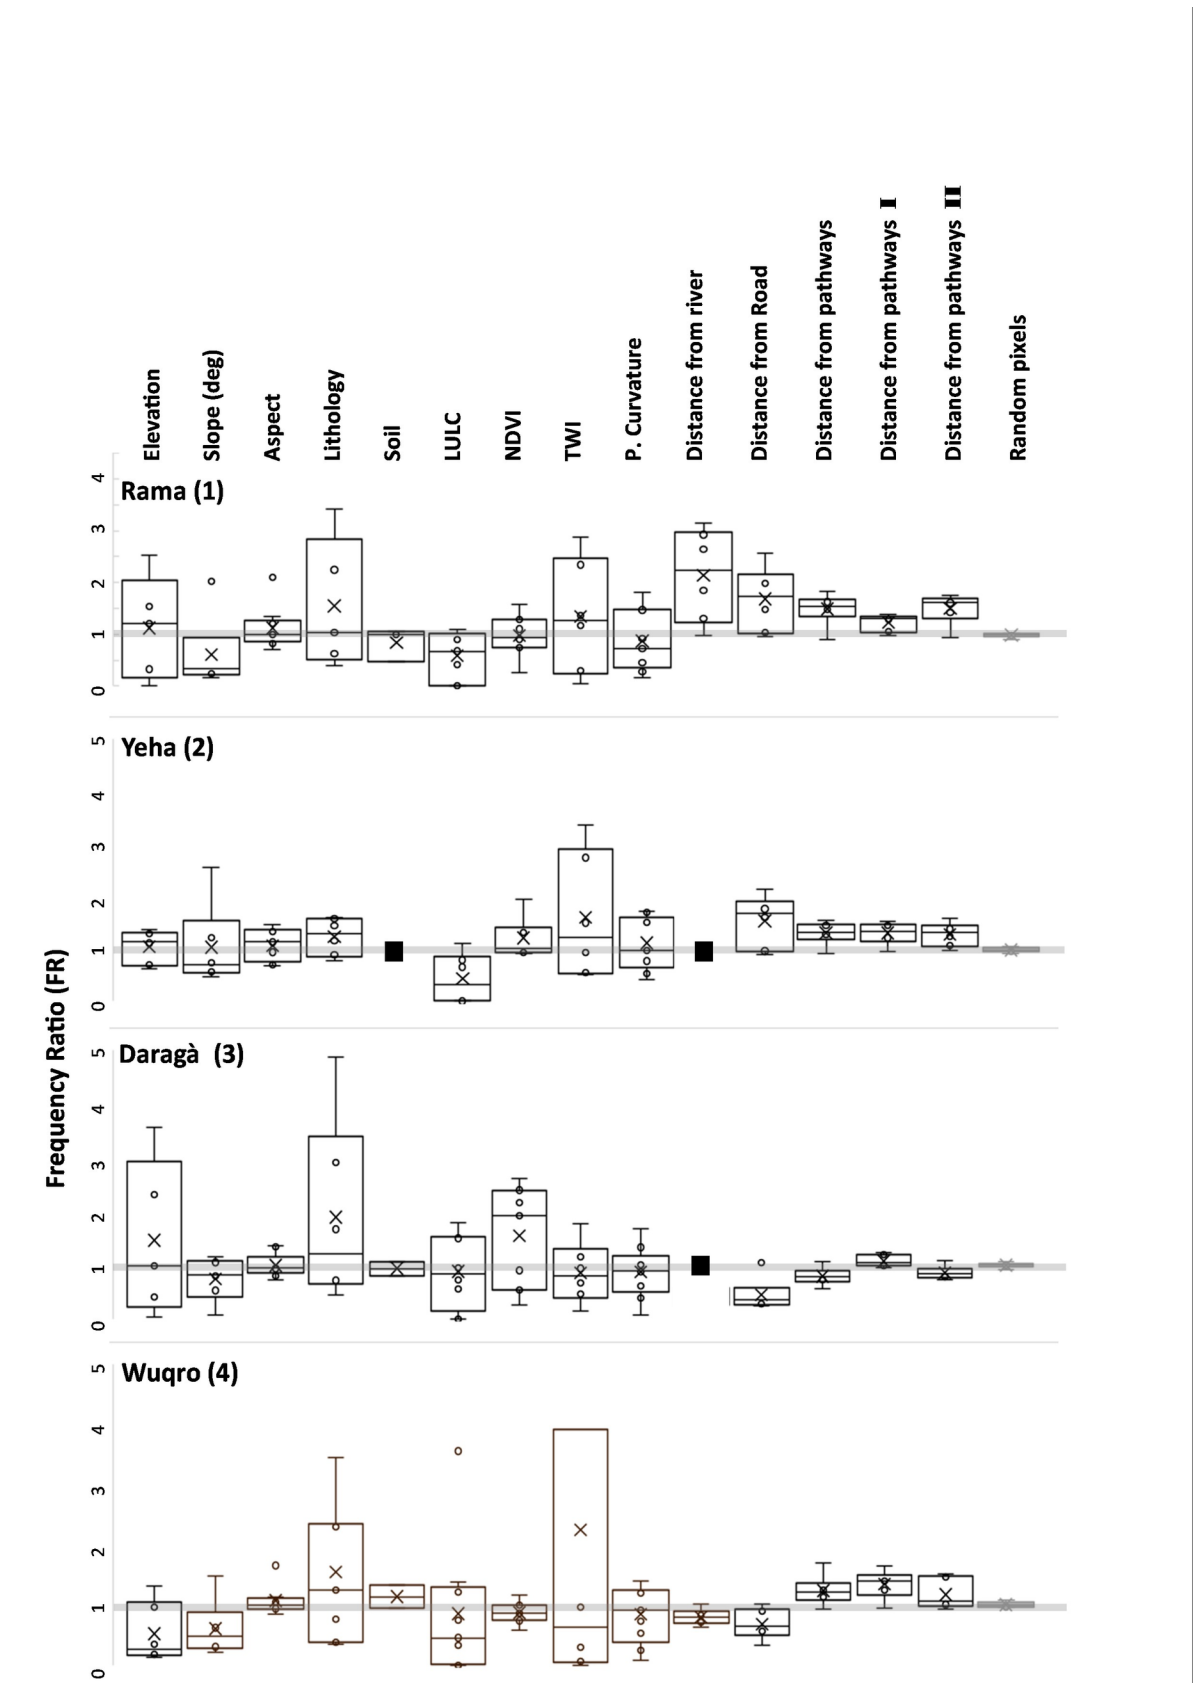 Elevation
Slope (deg)
Aspect
Lithology
Soil
LULC
NDVI
TWI
P. Curvature
Distance from river
Distance from Road
Distance from pathways
Distance from pathways I
Distance from pathways II
Random pixels
Frequency Ratio (FR)
Rama (1)
4
3
2
1
0
Yeha (2)
5
4
3
2
1
0
Daragà (3)
5
4
3
2
1
0
Wuqro (4)
5
4
3
2
1
0